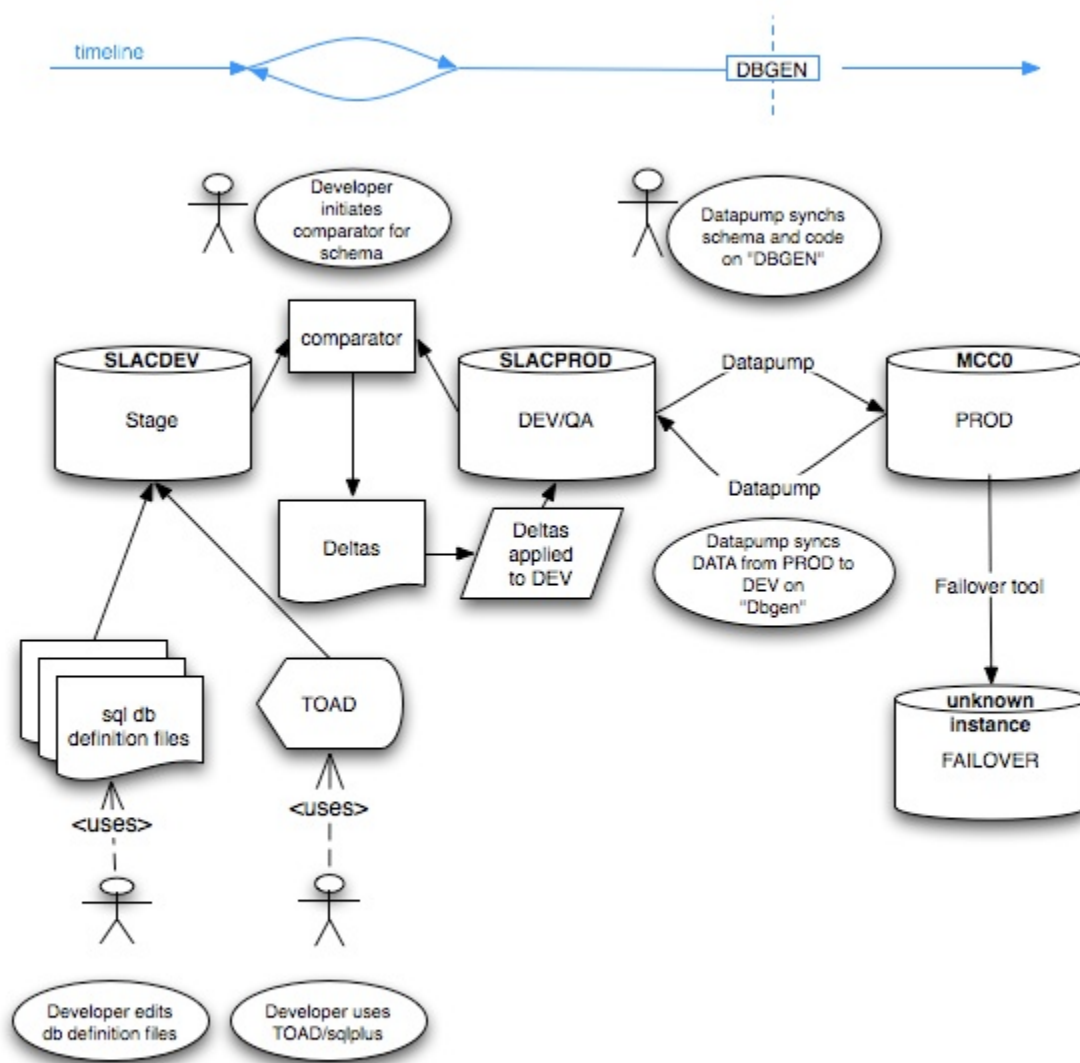 timeline
DBGEN
Developer
initiates
comparator for
schema
Datapump synchs
schema and code
on "DBGEN"
comparator
SLACDEV
Stage
SLACPROD
DEV/QA
Datapump
MCC0
PROD
Datapump
Deltas
Deltas
applied
to DEV
Datapump syncs
DATA from PROD to
DEV on
"Dbgen"
Failover tool
sql db
definition files
TOAD
unknown
instance
FAILOVER
<uses>
<uses>
Developer edits
db definition files
Developer uses
TOAD/sqlplus